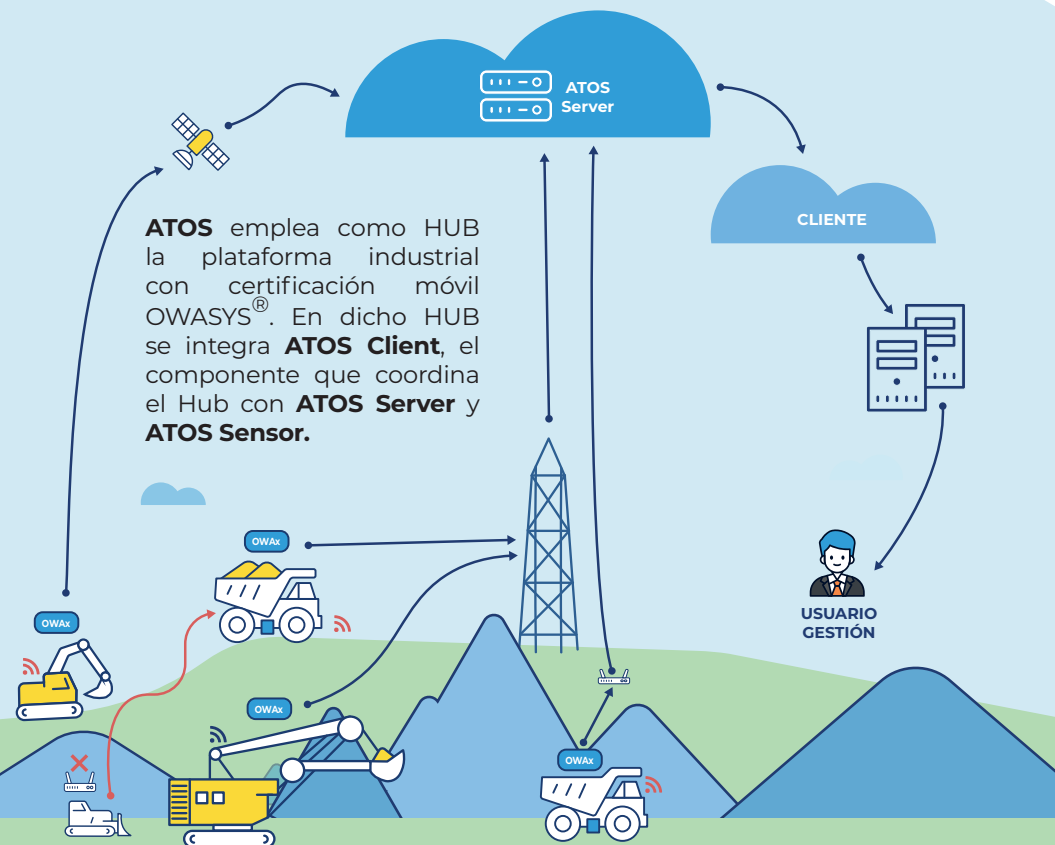 ATOS
Server
CLIENTE
ATOS emplea como HUB
la plataforma industrial
con certificación móvil
OWASYS®. En dicho HUB
se integra ATOS Client, el
componente que coordina
el Hub con ATOS Server y
ATOS Sensor.
OWAx
OWAx
USUARIO
GESTIÓN
OWAx
OWAx